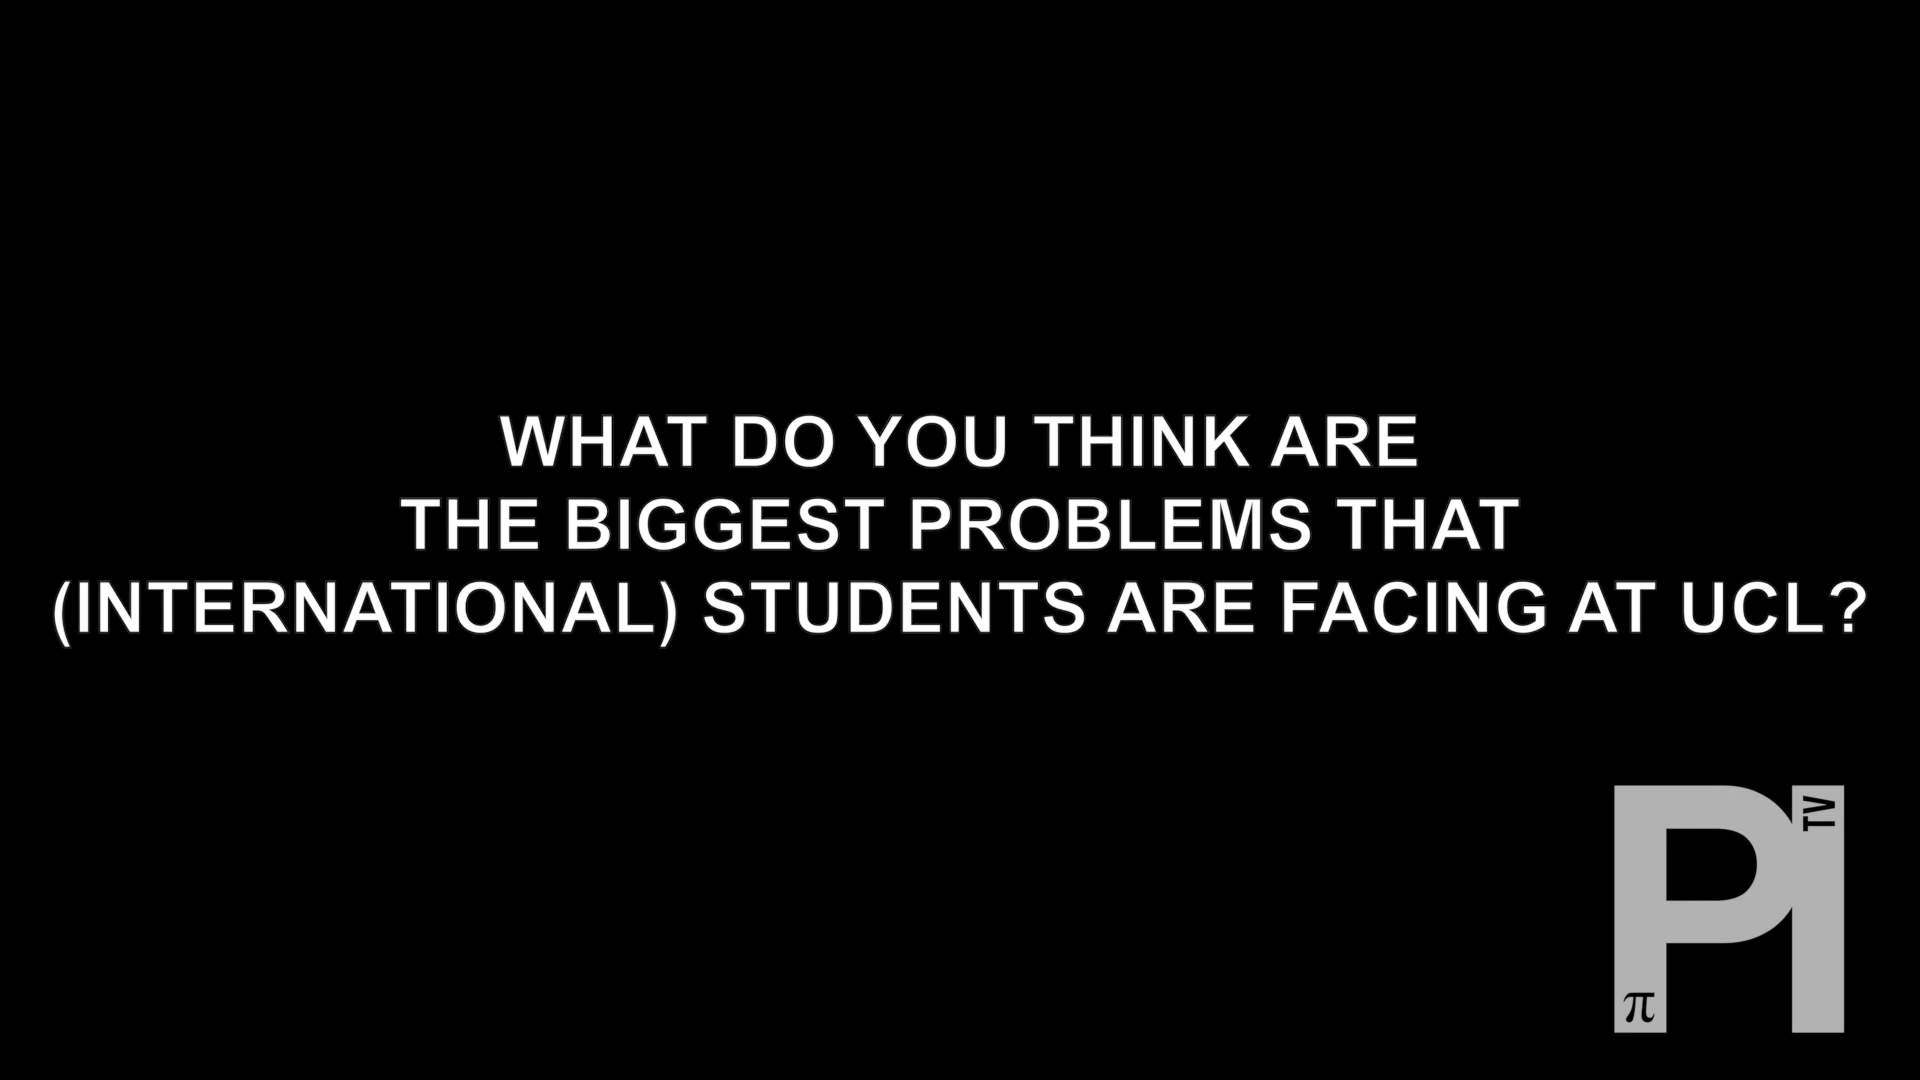 WHAT DO YOU THINK ARE
THE BIGGEST PROBLEMS THAT
(INTERNATIONAL) STUDENTS ARE FACING AT UCL?
PI
TV
π